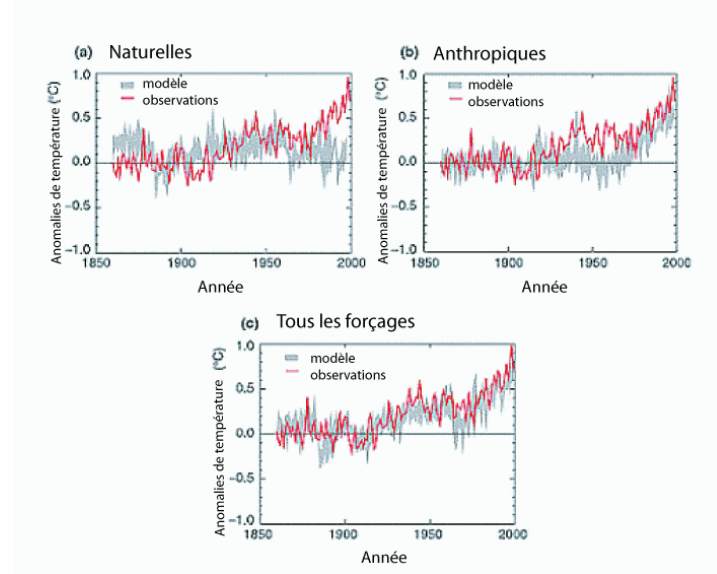 (a) Naturelles
1.0
0.5
0.0
−0.5
−1.0
Anomalies de température (°C)
modèle
observations
1850 1900 1950 2000
Année
(b) Anthropiques
1.0
0.5
0.0
−0.5
−1.0
Anomalies de température (°C)
modèle
observations
1850 1900 1950 2000
Année
(c) Tous les forçages
1.0
0.5
0.0
−0.5
−1.0
Anomalies de température (°C)
modèle
observations
1850 1900 1950 2000
Année